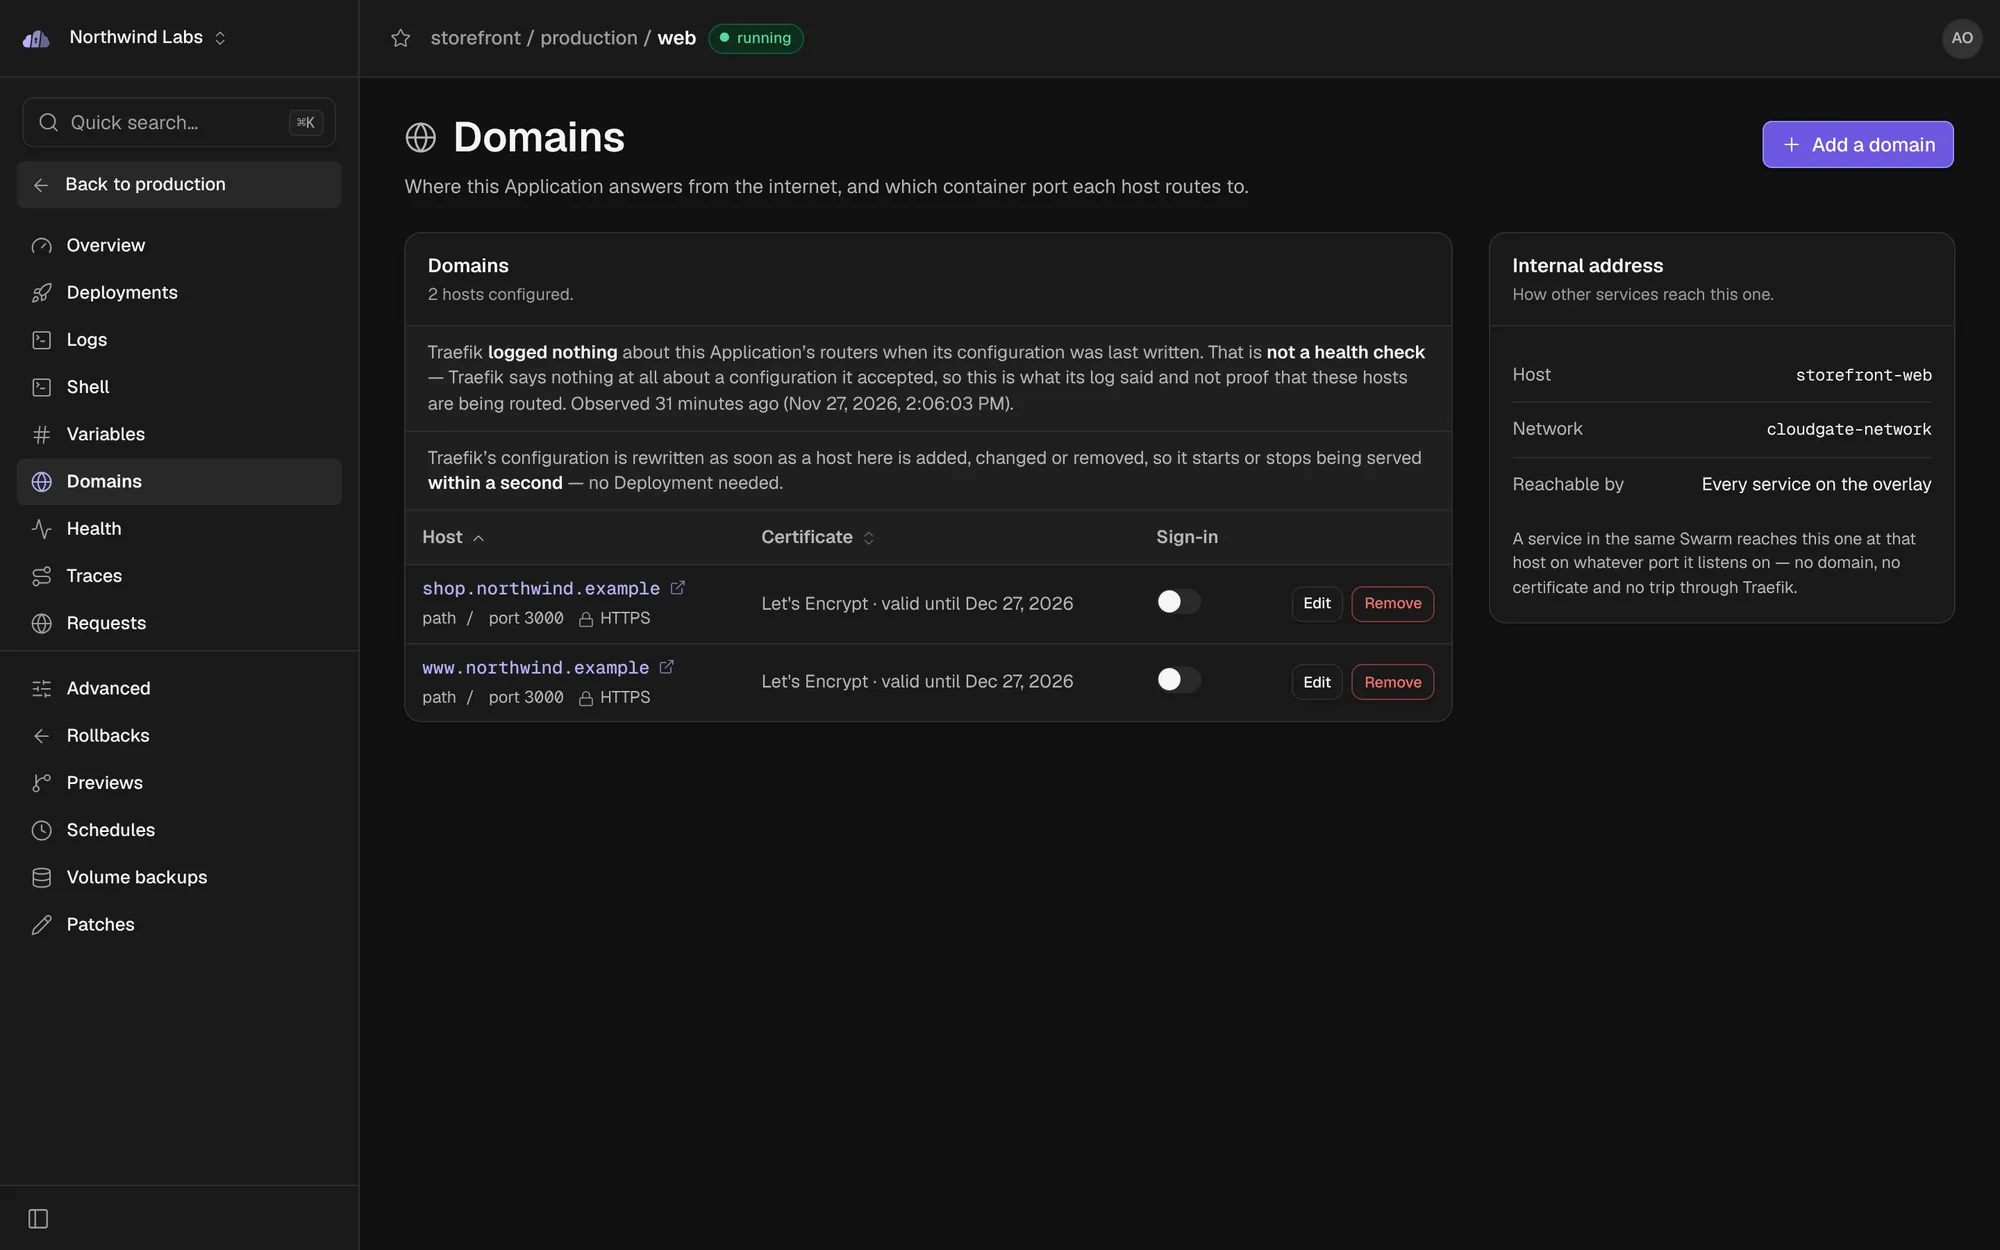 Northwind Labs
storefront / production / web
running
AO
Quick search...
⌘K
Back to production
Overview
Deployments
Logs
Shell
Variables
Domains
Health
Traces
Requests
Advanced
Rollbacks
Previews
Schedules
Volume backups
Patches
Domains
Add a domain
Where this Application answers from the internet, and which container port each host routes to.
Domains
2 hosts configured.
Traefik logged nothing about this Application’s routers when its configuration was last written. That is not a health check
— Traefik says nothing at all about a configuration it accepted, so this is what its log said and not proof that these hosts
are being routed. Observed 31 minutes ago (Nov 27, 2026, 2:06:03 PM).
Traefik’s configuration is rewritten as soon as a host here is added, changed or removed, so it starts or stops being served
within a second — no Deployment needed.
Host Certificate Sign-in
shop.northwind.example
path / port 3000 HTTPS
Let's Encrypt · valid until Dec 27, 2026
Edit Remove
www.northwind.example
path / port 3000 HTTPS
Let's Encrypt · valid until Dec 27, 2026
Edit Remove
Internal address
How other services reach this one.
Host storefront-web
Network cloudgate-network
Reachable by Every service on the overlay
A service in the same Swarm reaches this one at that
host on whatever port it listens on — no domain, no
certificate and no trip through Traefik.